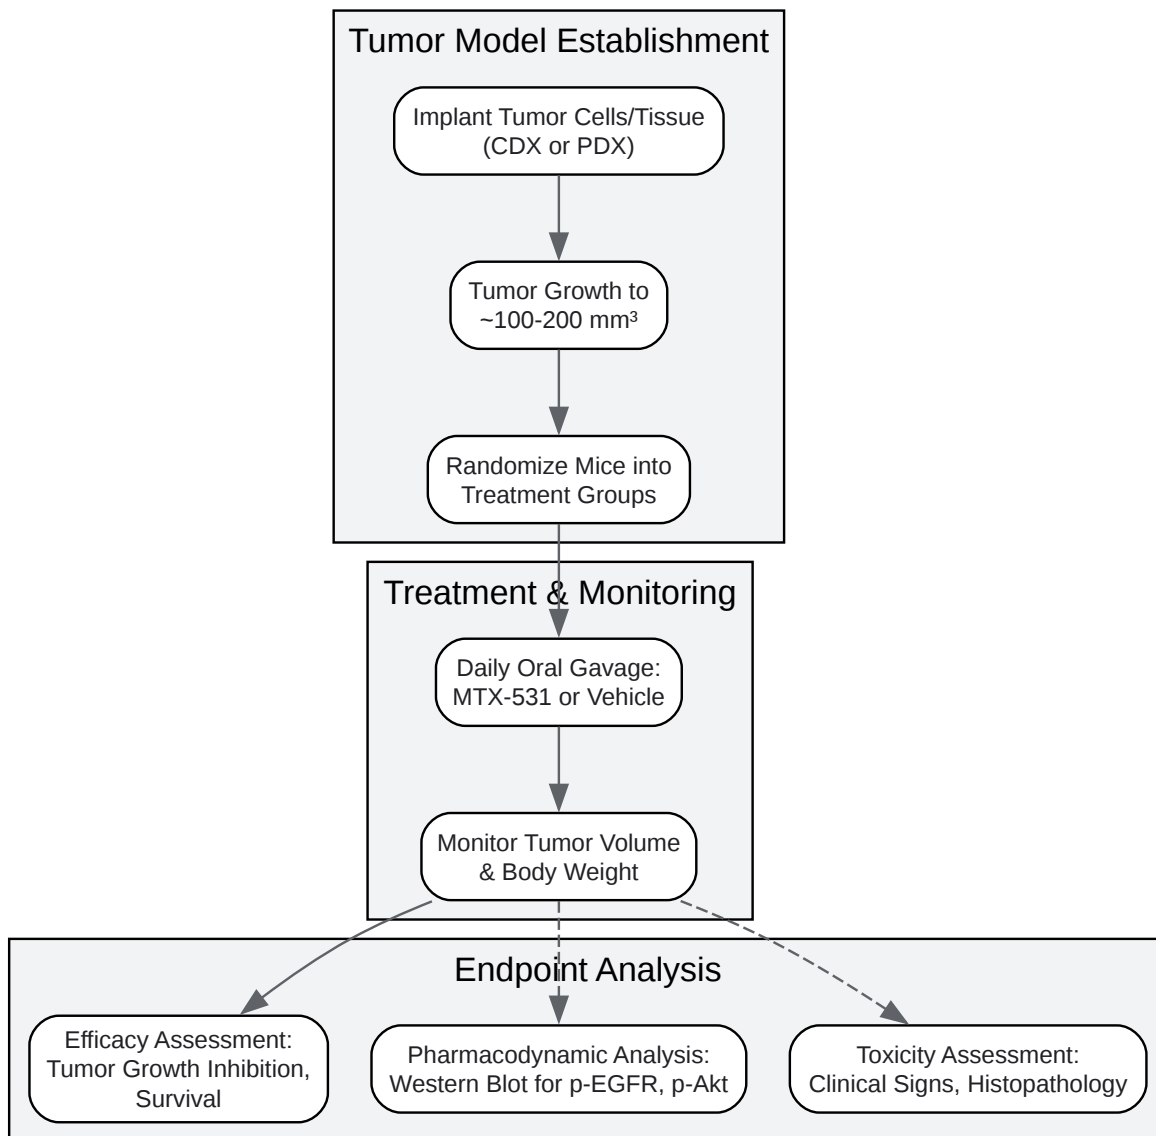 Tumor Model Establishment
Implant Tumor Cells/Tissue
(CDX or PDX)
Tumor Growth to
~100-200 mm³
Randomize Mice into
Treatment Groups
Treatment & Monitoring
Daily Oral Gavage:
MTX-531 or Vehicle
Monitor Tumor Volume
& Body Weight
Endpoint Analysis
Efficacy Assessment:
Tumor Growth Inhibition,
Survival
Pharmacodynamic Analysis:
Western Blot for p-EGFR, p-Akt
Toxicity Assessment:
Clinical Signs, Histopathology